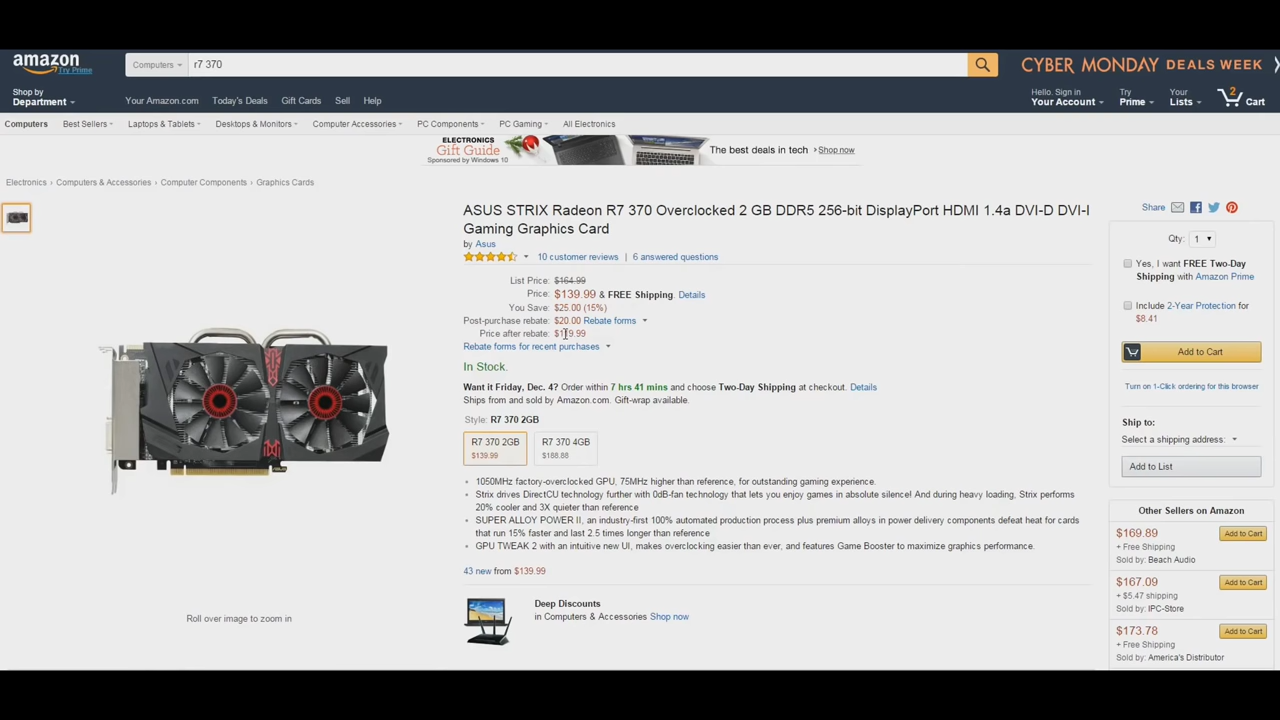 amazon
Try Prime
Computers
r7 370
CYBER MONDAY DEALS WEEK
Shop by
Department
Your Amazon.com
Today's Deals
Gift Cards
Sell
Help
Hello. Sign in
Your Account
Try
Prime
Your
Lists
2
Cart
Computers
Best Sellers
Laptops & Tablets
Desktops & Monitors
Computer Accessories
PC Components
PC Gaming
All Electronics
ELECTRONICS
Gift Guide
Sponsored by Windows 10
The best deals in tech
Shop now
Electronics › Computers & Accessories › Computer Components › Graphics Cards
ASUS STRIX Radeon R7 370 Overclocked 2 GB DDR5 256-bit DisplayPort HDMI 1.4a DVI-D DVI-I
Gaming Graphics Card
by Asus
10 customer reviews | 6 answered questions
List Price: $164.99
Price: $139.99 & FREE Shipping. Details
You Save: $25.00 (15%)
Post-purchase rebate: $20.00 Rebate forms
Price after rebate:
Rebate forms for recent purchases
In Stock.
Want it Friday, Dec. 4? Order within 7 hrs 41 mins and choose Two-Day Shipping at checkout. Details
Ships from and sold by Amazon.com. Gift-wrap available.
Style: R7 370 2GB
R7 370 2GB
$139.99
R7 370 4GB
$188.88
1050MHz factory-overclocked GPU, 75MHz higher than reference, for outstanding gaming experience.
Strix drives DirectCU technology further with 0dB-fan technology that lets you enjoy games in absolute silence! And during heavy loading, Strix performs
20% cooler and 3X quieter than reference
SUPER ALLOY POWER II, an industry-first 100% automated production process plus premium alloys in power delivery components defeat heat for cards
that run 15% faster and last 2.5 times longer than reference
GPU TWEAK 2 with an intuitive new UI, makes overclocking easier than ever, and features Game Booster to maximize graphics performance.
43 new from $139.99
Deep Discounts
in Computers & Accessories Shop now
Roll over image to zoom in
Share
Qty: 1
Yes, I want FREE Two-Day
Shipping with Amazon Prime
Include 2-Year Protection for
$8.41
Add to Cart
Turn on 1-Click ordering for this browser
Ship to:
Select a shipping address:
Add to List
Other Sellers on Amazon
$169.89
Add to Cart
+ Free Shipping
Sold by: Beach Audio
$167.09
Add to Cart
+ $5.47 shipping
Sold by: IPC-Store
$173.78
Add to Cart
+ Free Shipping
Sold by: America's Distributor